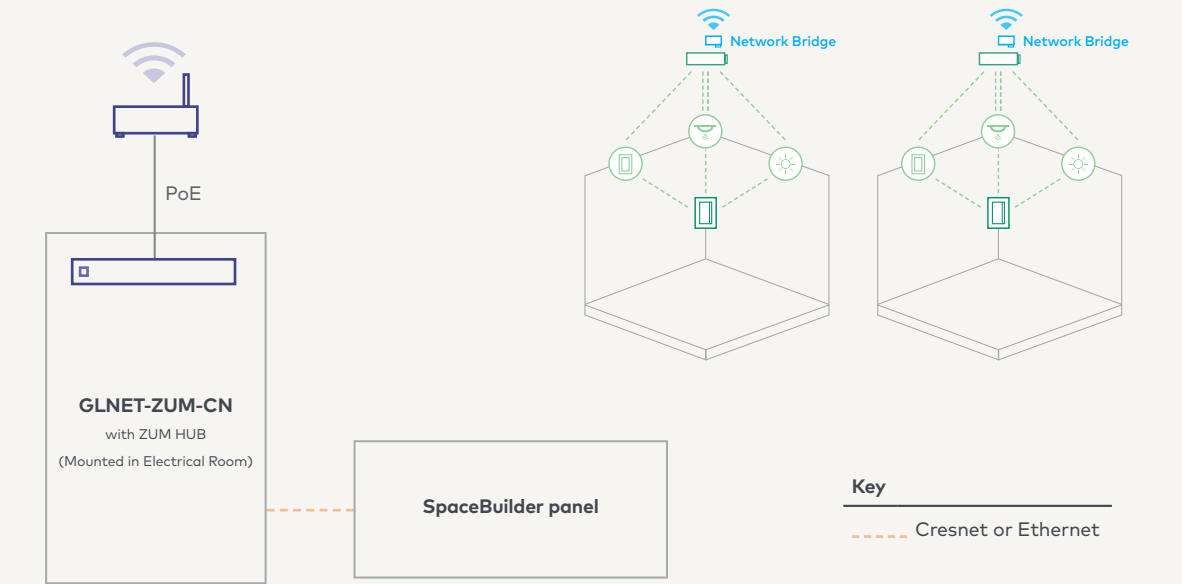 Network Bridge
Network Bridge
PoE
GLNET-ZUM-CN
with ZUM HUB
(Mounted in Electrical Room)
SpaceBuilder panel
Key
Cresnet or Ethernet